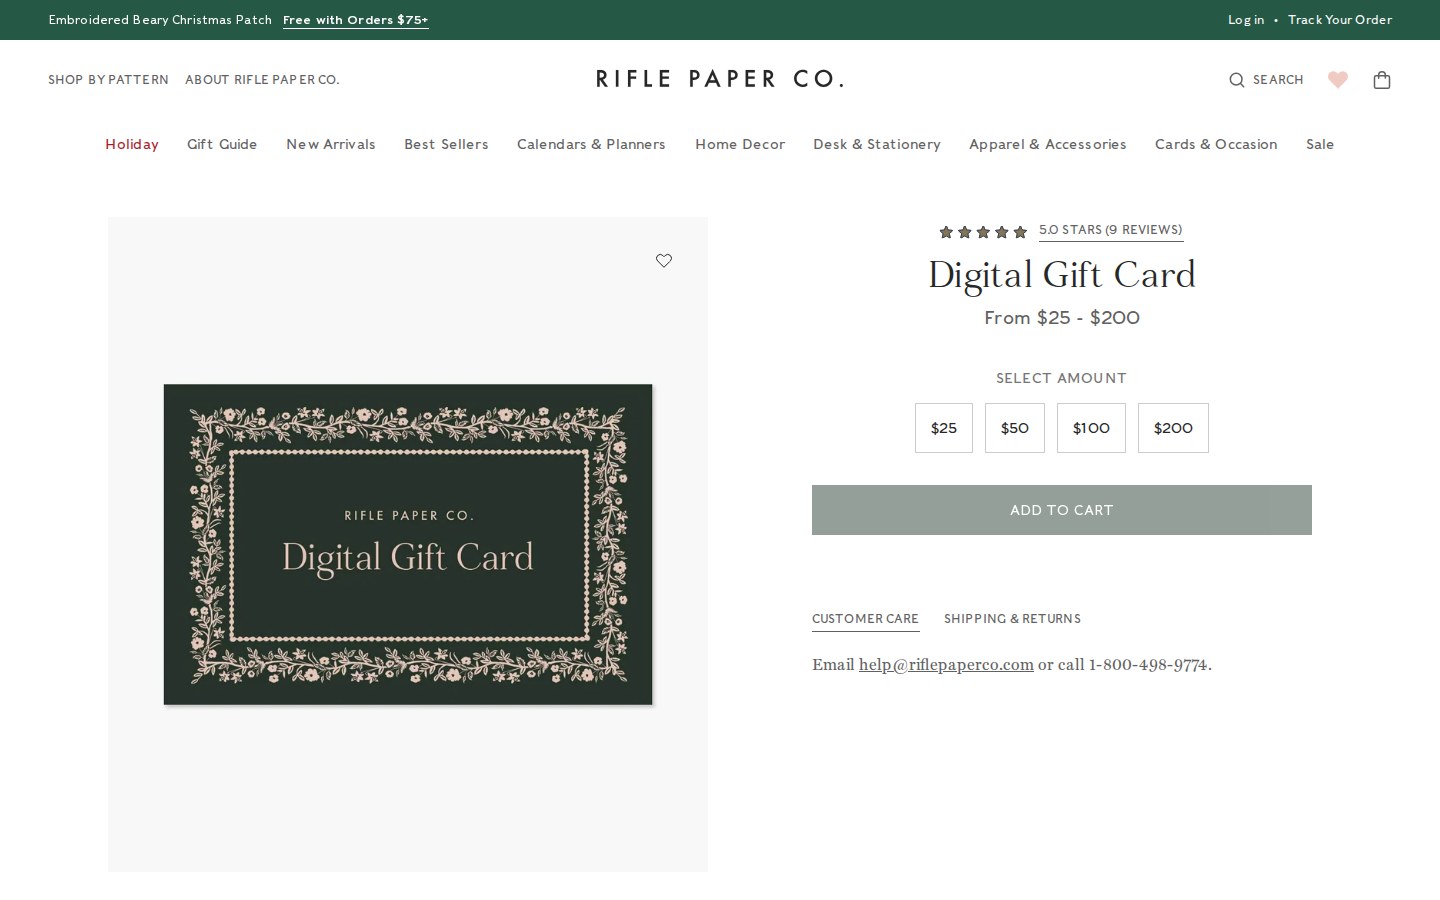 Embroidered Beary Christmas Patch Free with Orders $75+
Log in • Track Your Order
SHOP BY PATTERN ABOUT RIFLE PAPER CO.
RIFLE PAPER CO.
SEARCH
Holiday Gift Guide New Arrivals Best Sellers Calendars & Planners Home Decor Desk & Stationery Apparel & Accessories Cards & Occasion Sale
RIFLE PAPER CO.
Digital Gift Card
5.0 STARS (9 REVIEWS)
Digital Gift Card
From $25 - $200
SELECT AMOUNT
$25 $50 $100 $200
ADD TO CART
CUSTOMER CARE SHIPPING & RETURNS
Email help@riflepaperco.com or call 1-800-498-9774.